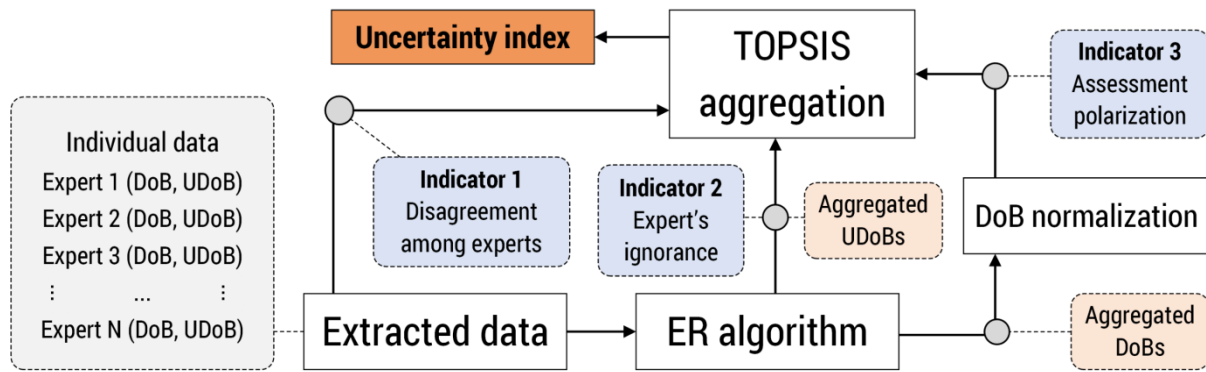 Uncertainty index
TOPSIS
aggregation
Indicator 3
Assessment
polarization
Individual data
Expert 1 (DoB, UDoB)
Expert 2 (DoB, UDoB)
Expert 3 (DoB, UDoB)
⋮ ... ⋮
Expert N (DoB, UDoB)
Indicator 1
Disagreement
among experts
Indicator 2
Expert's
ignorance
Aggregated
UDoBs
DoB normalization
Extracted data
ER algorithm
Aggregated
DoBs